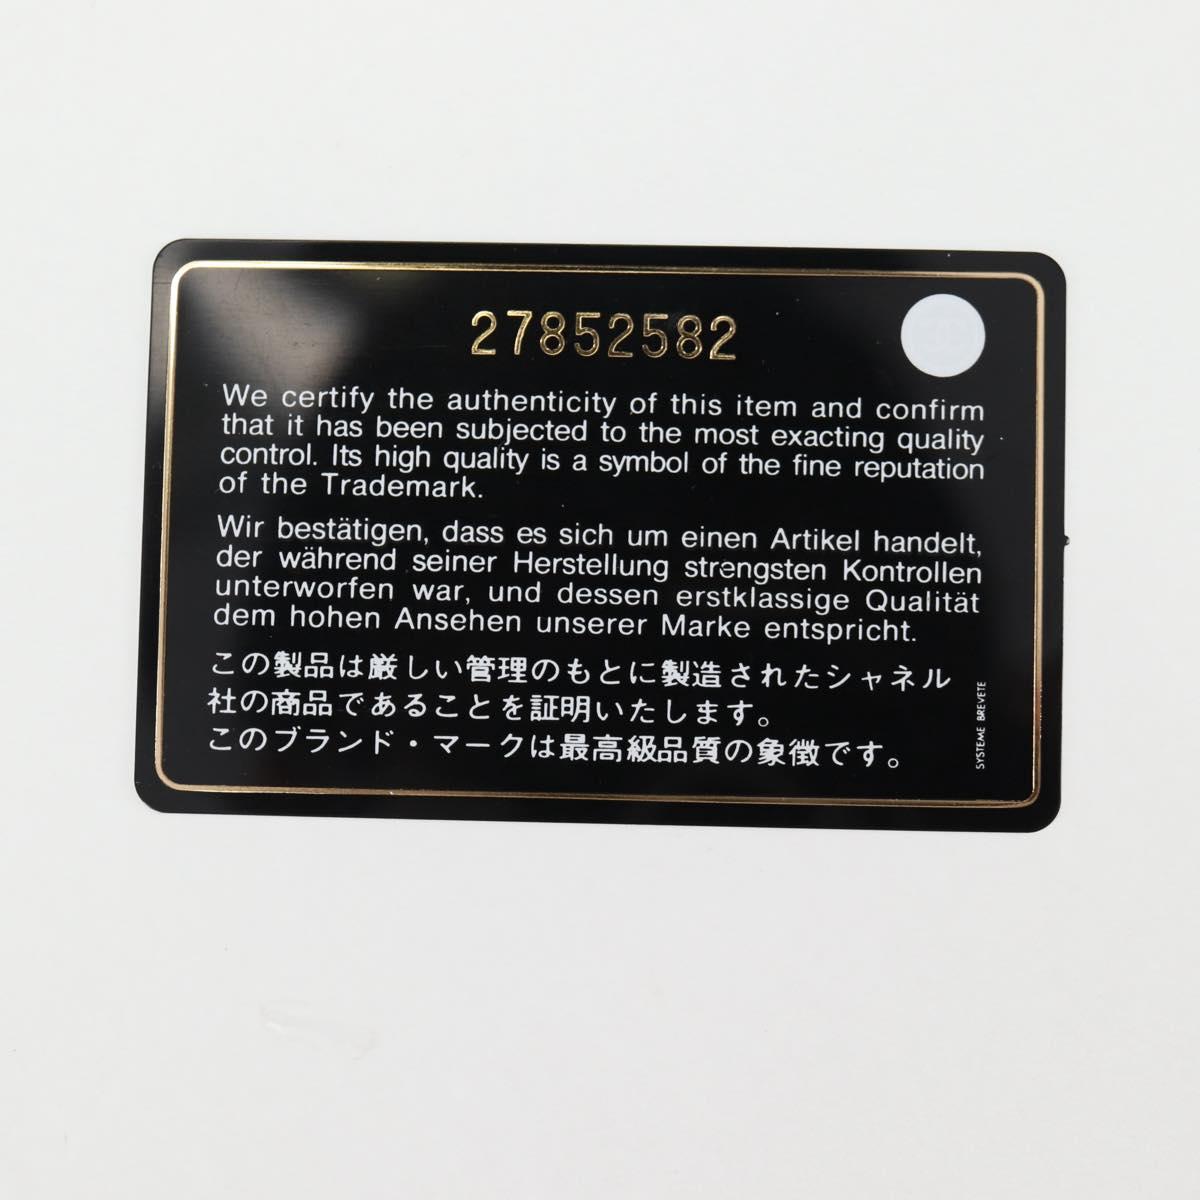 27852582
We certify the authenticity of this item and confirm
that it has been subjected to the most exacting quality
control. Its high quality is a symbol of the fine reputation
of the Trademark.
Wir bestätigen, dass es sich um einen Artikel handelt,
der während seiner Herstellung strengsten Kontrollen
unterworfen war, und dessen erstklassige Qualität
dem hohen Ansehen unserer Marke entspricht.
この製品は厳しい管理のもとに製造されたシャネル
社の商品であることを証明いたします。
このブランド・マークは最高級品質の象徴です。
SYSTEME BREVETE